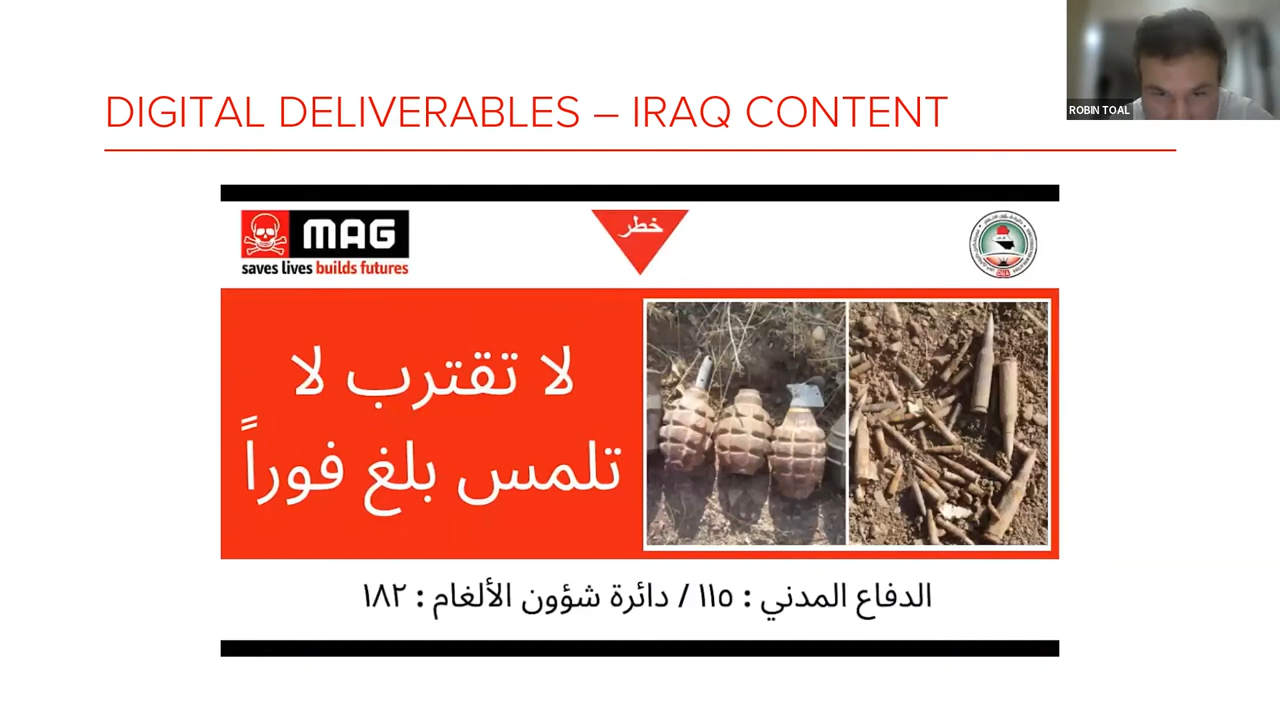 DIGITAL DELIVERABLES – IRAQ CONTENT
ROBIN TOAL
MAG
saves lives builds futures
خطر
DMA
لا تقترب لا
تلمس بلغ فوراً
الدفاع المدني : ١١٥ / دائرة شؤون الألغام : ١٨٢